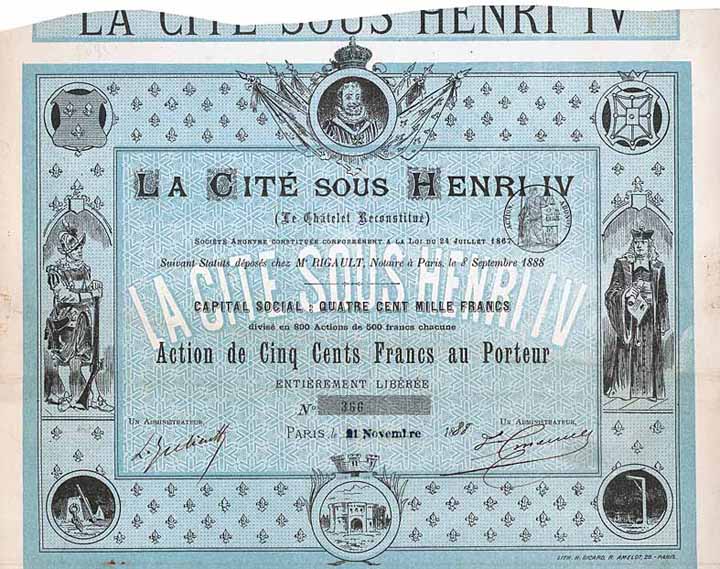 LA CITÉ SOUS HENRI IV
LA CITÉ SOUS HENRI IV
(Le Châtelet Reconstitué)
SOCIÉTÉ ANONYME CONSTITUÉE CONFORMÉMENT A LA LOI DU 24 JUILLET 1867
Suivant Statuts déposés chez Me RIGAULT, Notaire à Paris, le 8 Septembre 1888
LA CITÉ SOUS HENRI IV
CAPITAL SOCIAL : QUATRE CENT MILLE FRANCS
divisé en 800 Actions de 500 francs chacune
Action de Cinq Cents Francs au Porteur
ENTIÈREMENT LIBÉRÉE
No 366
UN ADMINISTRATEUR, UN ADMINISTRATEUR,
PARIS, le 21 Novembre 1888
LITH. H. SICARD, R. AMELOT, 25 - PARIS.